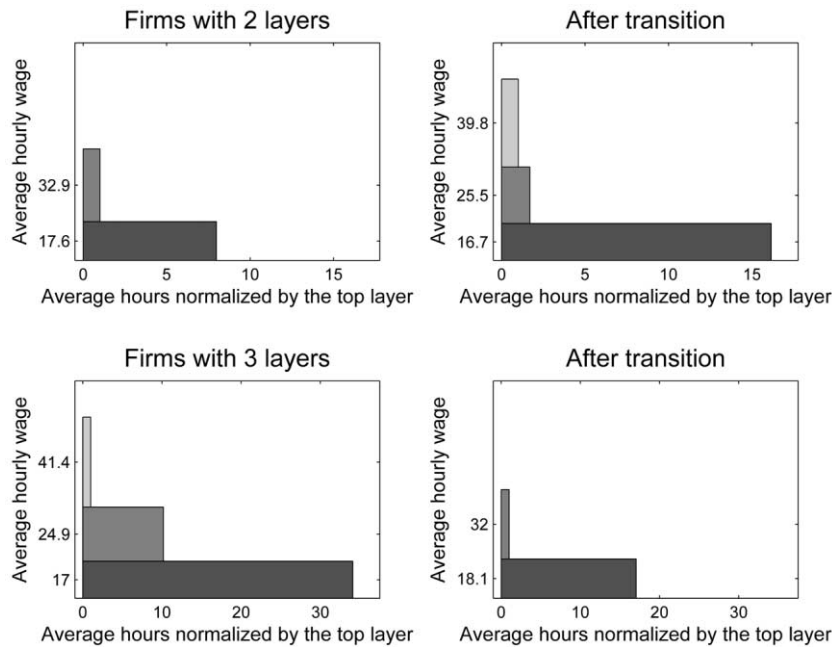 Firms with 2 layers
Average hourly wage
32.9
17.6
0 5 10 15
Average hours normalized by the top layer
After transition
Average hourly wage
39.8
25.5
16.7
0 5 10 15
Average hours normalized by the top layer
Firms with 3 layers
Average hourly wage
41.4
24.9
17
0 10 20 30
Average hours normalized by the top layer
After transition
Average hourly wage
32
18.1
0 10 20 30
Average hours normalized by the top layer